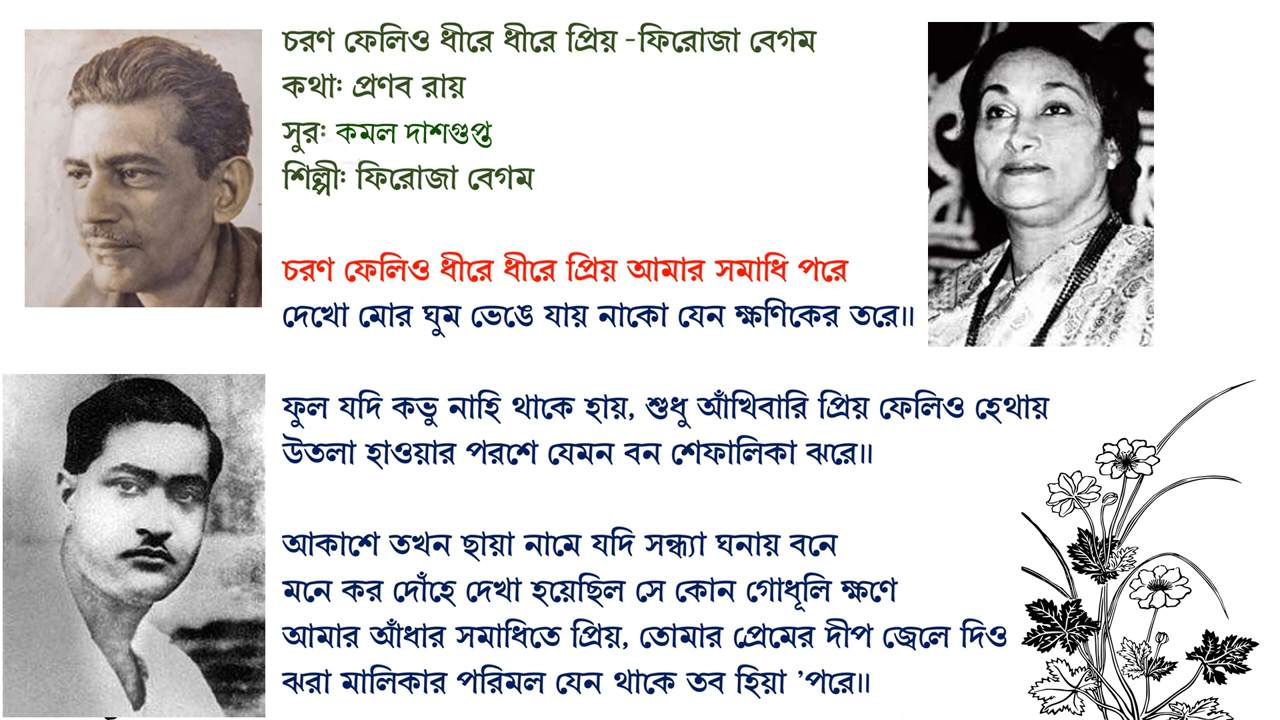 চরণ ফেলিও ধীরে ধীরে প্রিয় -ফিরোজা বেগম
কথা: প্রণব রায়
সুর: কমল দাশগুপ্ত
শিল্পী: ফিরোজা বেগম
চরণ ফেলিও ধীরে ধীরে প্রিয় আমার সমাধি পরে
দেখো মোর ঘুম ভেঙে যায় নাকো যেন ক্ষণিকের তরে॥
ফুল যদি কভু নাহি থাকে হায়, শুধু আঁখিবারি প্রিয় ফেলিও হেথায়
উতলা হাওয়ার পরশে যেমন বন শেফালিকা ঝরে॥
আকাশে তখন ছায়া নামে যদি সন্ধ্যা ঘনায় বনে
মনে কর দোঁহে দেখা হয়েছিল সে কোন গোধূলি ক্ষণে
আমার আঁধার সমাধিতে প্রিয়, তোমার প্রেমের দীপ জ্বেলে দিও
ঝরা মালিকার পরিমল যেন থাকে তব হিয়া ’পরে॥